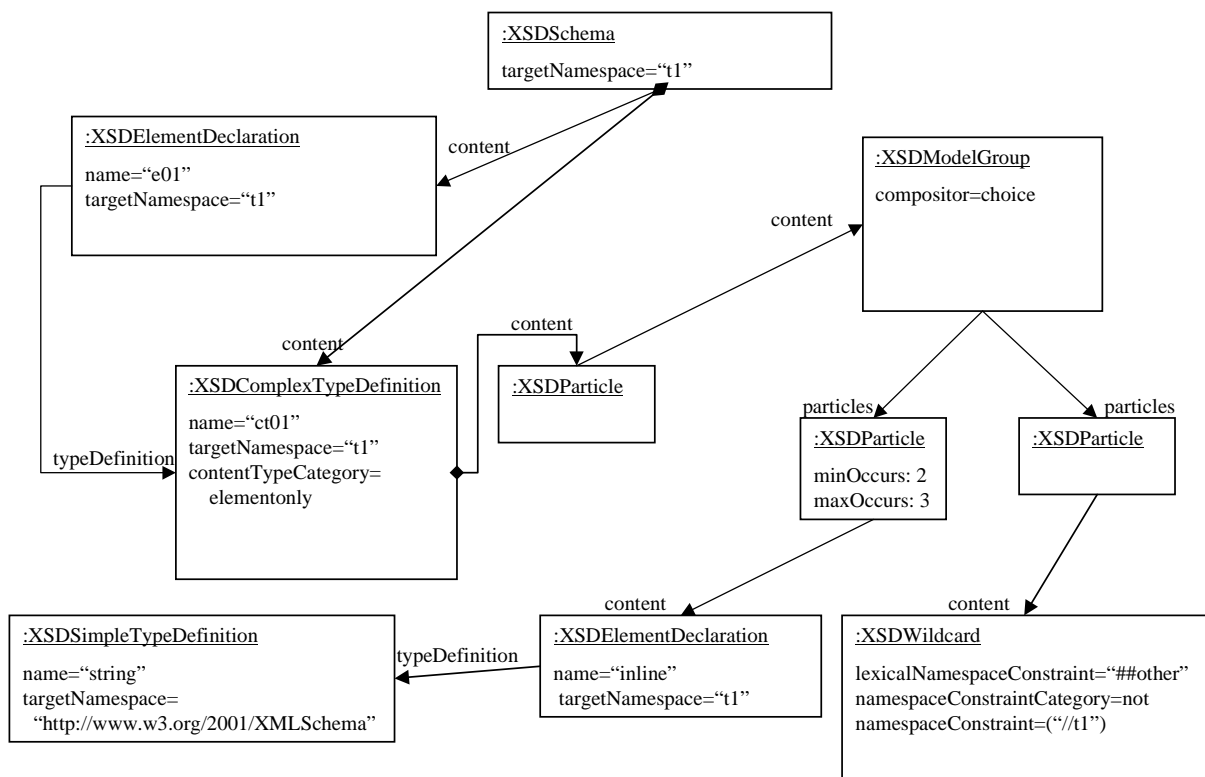 :XSDSchema
targetNamespace=“t1”
:XSDElementDeclaration
name=“e01”
targetNamespace=“t1”
content
:XSDModelGroup
compositor=choice
content
content
content
:XSDComplexTypeDefinition
name=“ct01”
targetNamespace=“t1”
contentTypeCategory=
elementonly
typeDefinition
:XSDParticle
particles
:XSDParticle
minOccurs: 2
maxOccurs: 3
particles
:XSDParticle
:XSDSimpleTypeDefinition
name=“string”
targetNamespace=
“http://www.w3.org/2001/XMLSchema”
typeDefinition
content
:XSDElementDeclaration
name=“inline”
targetNamespace=“t1”
content
:XSDWildcard
lexicalNamespaceConstraint=“##other”
namespaceConstraintCategory=not
namespaceConstraint=(“//t1”)